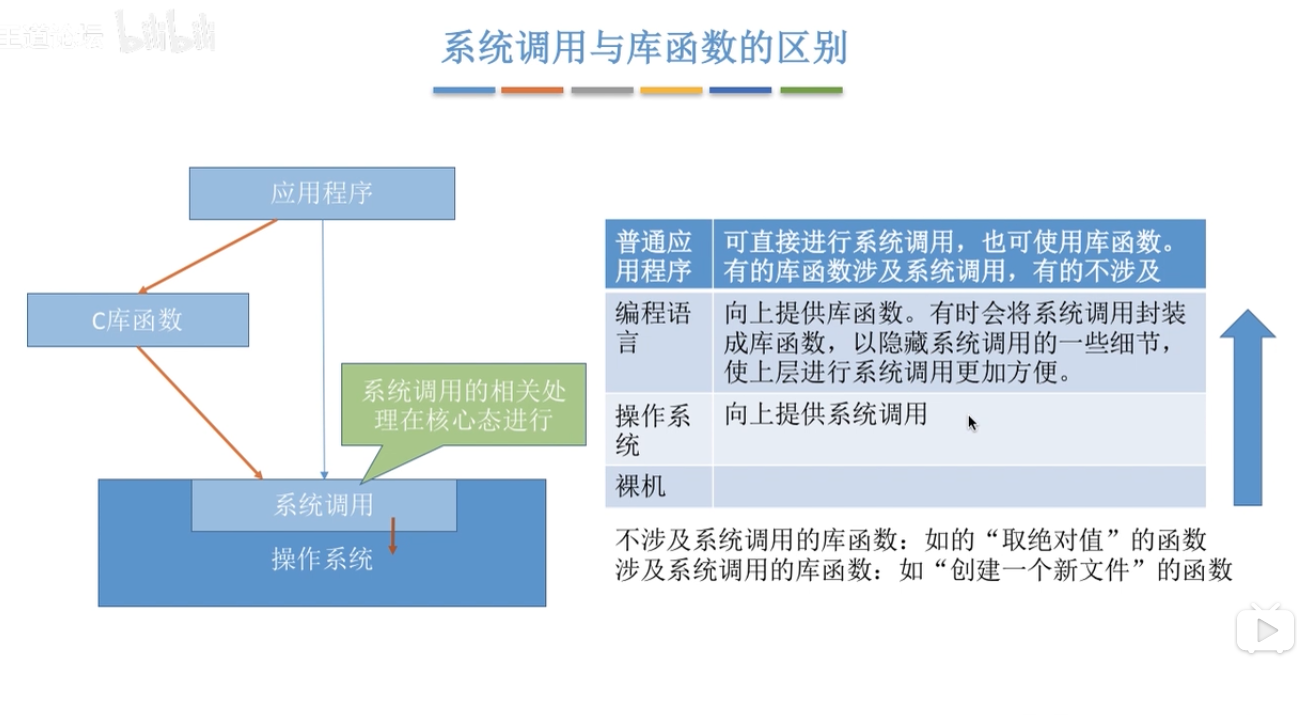 bilibili
系统调用与库函数的区别
应用程序
C库函数
系统调用的相关处
理在核心态进行
系统调用
操作系统
普通应
用程序
可直接进行系统调用，也可使用库函数。
有的库函数涉及系统调用，有的不涉及
编程语
言
向上提供库函数。有时会将系统调用封装
成库函数，以隐藏系统调用的一些细节，
使上层进行系统调用更加方便。
操作系
统
向上提供系统调用
裸机
不涉及系统调用的库函数：如的“取绝对值”的函数
涉及系统调用的库函数：如“创建一个新文件”的函数